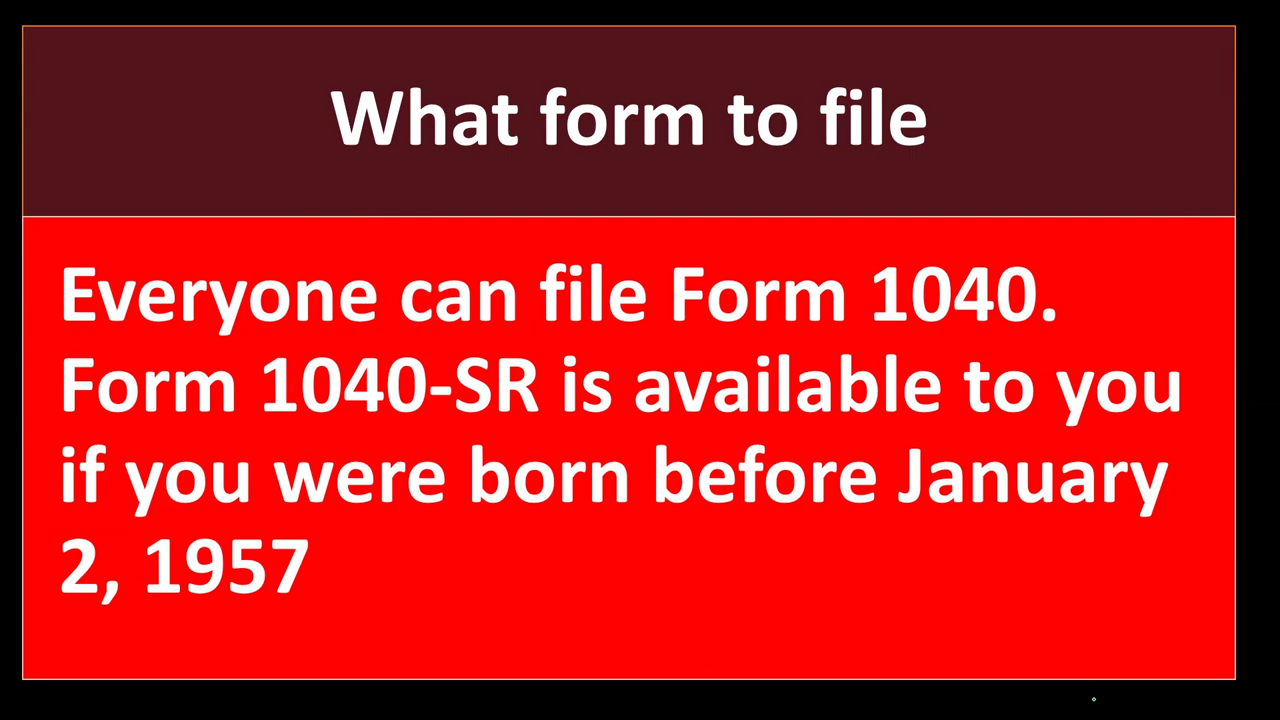 What form to file
Everyone can file Form 1040.
Form 1040-SR is available to you
if you were born before January
2, 1957